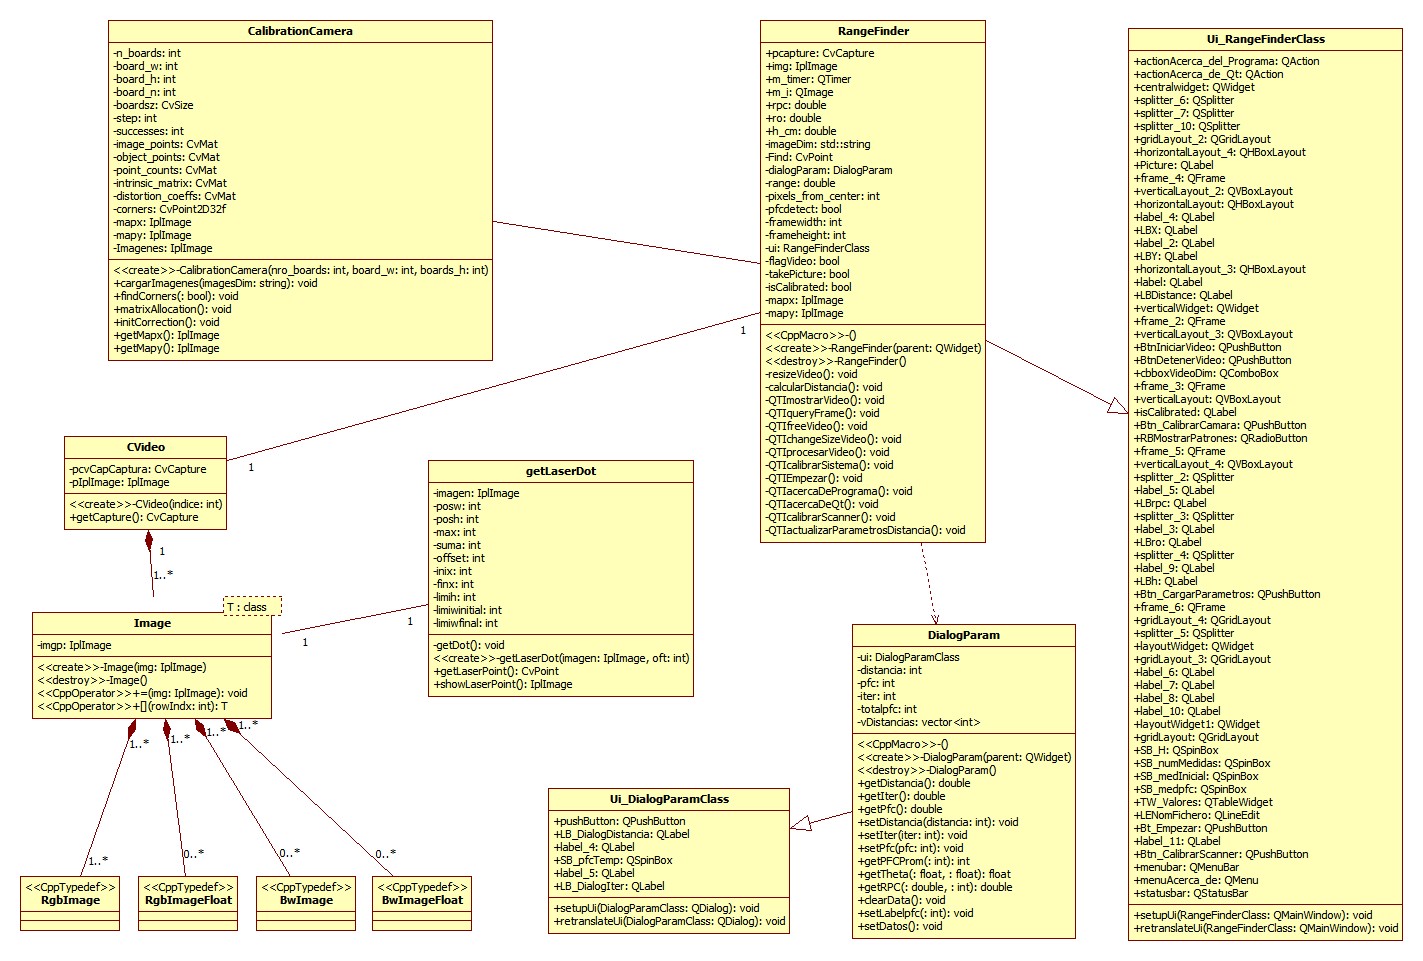 CalibrationCamera
-n_boards: int
-board_w: int
-board_h: int
-board_n: int
-boardsz: CvSize
-step: int
-successes: int
-image_points: CvMat
-object_points: CvMat
-point_counts: CvMat
-intrinsic_matrix: CvMat
-distortion_coeffs: CvMat
-corners: CvPoint2D32f
-mapx: IplImage
-mapy: IplImage
-Imagenes: IplImage
<<create>>-CalibrationCamera(nro_boards: int, board_w: int, boards_h: int)
+cargarImagenes(imagesDim: string): void
+findCorners(: bool): void
+matrixAllocation(): void
+initCorrection(): void
+getMapx(): IplImage
+getMapy(): IplImage
RangeFinder
+pcapture: CvCapture
+img: IplImage
+m_timer: QTimer
+m_i: QImage
+rpc: double
+ro: double
+h_cm: double
-imageDim: std::string
-Find: CvPoint
-dialogParam: DialogParam
-range: double
-pixels_from_center: int
-pfcdetect: bool
-framewidth: int
-frameheight: int
-ui: RangeFinderClass
-flagVideo: bool
-takePicture: bool
-isCalibrated: bool
-mapx: IplImage
-mapy: IplImage
<<CppMacro>>-()
<<create>>-RangeFinder(parent: QWidget)
<<destroy>>-RangeFinder()
-resizeVideo(): void
-calcularDistancia(): void
-QTImostrarVideo(): void
-QTIqueryFrame(): void
-QTIfreeVideo(): void
-QTIchangeSizeVideo(): void
-QTIprocesarVideo(): void
-QTIcalibrarSistema(): void
-QTIEmpezar(): void
-QTIacercaDePrograma(): void
-QTIacercaDeQt(): void
-QTIcalibrarScanner(): void
-QTIactualizarParametrosDistancia(): void
Ui_RangeFinderClass
+actionAcerca_del_Programa: QAction
+actionAcerca_de_Qt: QAction
+centralwidget: QWidget
+splitter_6: QSplitter
+splitter_7: QSplitter
+splitter_10: QSplitter
+gridLayout_2: QGridLayout
+horizontalLayout_4: QHBoxLayout
+Picture: QLabel
+frame_4: QFrame
+verticalLayout_2: QVBoxLayout
+horizontalLayout: QHBoxLayout
+label_4: QLabel
+LBX: QLabel
+label_2: QLabel
+LBY: QLabel
+horizontalLayout_3: QHBoxLayout
+label: QLabel
+LBDistance: QLabel
+verticalWidget: QWidget
+frame_2: QFrame
+verticalLayout_3: QVBoxLayout
+BtnIniciarVideo: QPushButton
+BtnDetenerVideo: QPushButton
+cbboxVideoDim: QComboBox
+frame_3: QFrame
+verticalLayout: QVBoxLayout
+isCalibrated: QLabel
+Btn_CalibrarCamara: QPushButton
+RBMostrarPatrones: QRadioButton
+frame_5: QFrame
+verticalLayout_4: QVBoxLayout
+splitter_2: QSplitter
+label_5: QLabel
+LBrpc: QLabel
+splitter_3: QSplitter
+label_3: QLabel
+LBro: QLabel
+splitter_4: QSplitter
+label_9: QLabel
+LBh: QLabel
+Btn_CargarParametros: QPushButton
+frame_6: QFrame
+gridLayout_4: QGridLayout
+splitter_5: QSplitter
+layoutWidget: QWidget
+gridLayout_3: QGridLayout
+label_6: QLabel
+label_7: QLabel
+label_8: QLabel
+label_10: QLabel
+layoutWidget1: QWidget
+gridLayout: QGridLayout
+SB_H: QSpinBox
+SB_numMedidas: QSpinBox
+SB_medInicial: QSpinBox
+SB_medpfc: QSpinBox
+TW_Valores: QTableWidget
+LENomFichero: QLineEdit
+Bt_Empezar: QPushButton
+label_11: QLabel
+Btn_CalibrarScanner: QPushButton
+menubar: QMenuBar
+menuAcerca_de: QMenu
+statusbar: QStatusBar
+setupUi(RangeFinderClass: QMainWindow): void
+retranslateUi(RangeFinderClass: QMainWindow): void
1
1
CVideo
-pcvCapCaptura: CvCapture
-pIplImage: IplImage
<<create>>-CVideo(indice: int)
+getCapture(): CvCapture
1
1..*
getLaserDot
-imagen: IplImage
-posw: int
-posh: int
-max: int
-suma: int
-offset: int
-inix: int
-finx: int
-limih: int
-limiwinitial: int
-limiwfinal: int
-getDot(): void
<<create>>-getLaserDot(imagen: IplImage, oft: int)
+getLaserPoint(): CvPoint
+showLaserPoint(): IplImage
1
1
T : class
Image
-imgp: IplImage
<<create>>-Image(img: IplImage)
<<destroy>>-Image()
<<CppOperator>>+=(img: IplImage): void
<<CppOperator>>+[](rowIndx: int): T
1..*
1..*
1..*
1..*
1..*
0..*
0..*
0..*
<<CppTypedef>>
RgbImage
<<CppTypedef>>
RgbImageFloat
<<CppTypedef>>
BwImage
<<CppTypedef>>
BwImageFloat
DialogParam
-ui: DialogParamClass
-distancia: int
-pfc: int
-iter: int
-totalpfc: int
-vDistancias: vector<int>
<<CppMacro>>-()
<<create>>-DialogParam(parent: QWidget)
<<destroy>>-DialogParam()
+getDistancia(): double
+getIter(): double
+getPfc(): double
+setDistancia(distancia: int): void
+setIter(iter: int): void
+setPfc(pfc: int): void
+getPFCProm(: int): int
+getTheta(: float, : float): float
+getRPC(: double, : int): double
+clearData(): void
+setLabelpfc(: int): void
+setDatos(): void
Ui_DialogParamClass
+pushButton: QPushButton
+LB_DialogDistancia: QLabel
+label_4: QLabel
+SB_pfcTemp: QSpinBox
+label_5: QLabel
+LB_DialogIter: QLabel
+setupUi(DialogParamClass: QDialog): void
+retranslateUi(DialogParamClass: QDialog): void